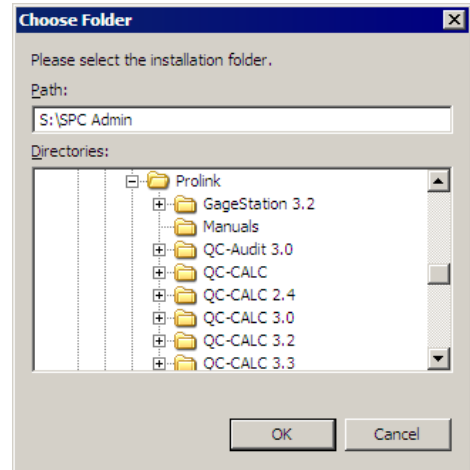 Choose Folder
Please select the installation folder.
Path:
S:\SPC Admin
Directories:
Prolink
GageStation 3.2
Manuals
QC-Audit 3.0
QC-CALC
QC-CALC 2.4
QC-CALC 3.0
QC-CALC 3.2
QC-CALC 3.3
OK Cancel